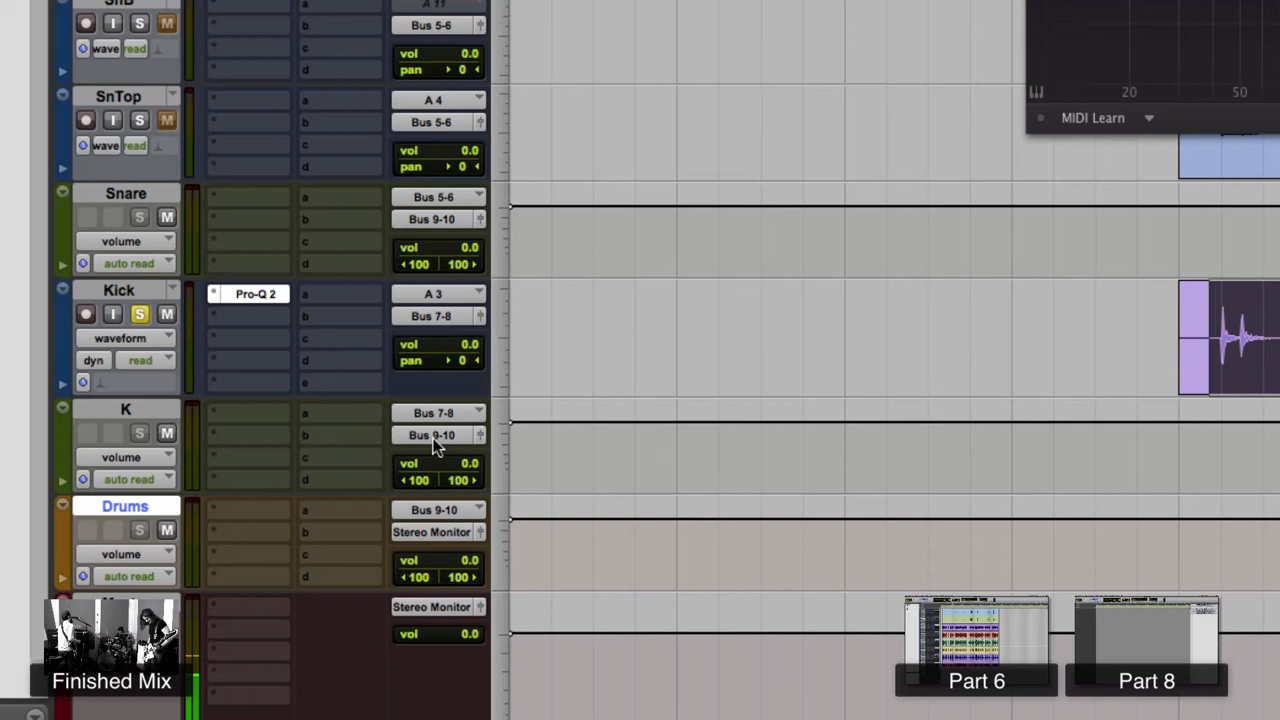 SnB
a
A 11
I
S
M
b
Bus 5-6
wave
read
c
vol
0.0
d
pan
0
20
50
SnTop
a
A 4
I
S
M
b
Bus 5-6
MIDI Learn
wave
read
c
vol
0.0
d
pan
0
Snare
a
Bus 5-6
S
M
b
Bus 9-10
volume
c
vol
0.0
auto read
d
100
100
Kick
Pro-Q 2
a
A 3
I
S
b
Bus 7-8
waveform
c
vol
0.0
dyn
read
d
pan
0
e
K
a
Bus 7-8
S
M
b
Bus 9-10
volume
c
vol
0.0
auto read
d
100
100
Drums
a
Bus 9-10
S
M
b
Stereo Monitor
volume
c
vol
0.0
auto read
d
100
100
Stereo Monitor
vol
0.0
Finished Mix
Part 6
Part 8